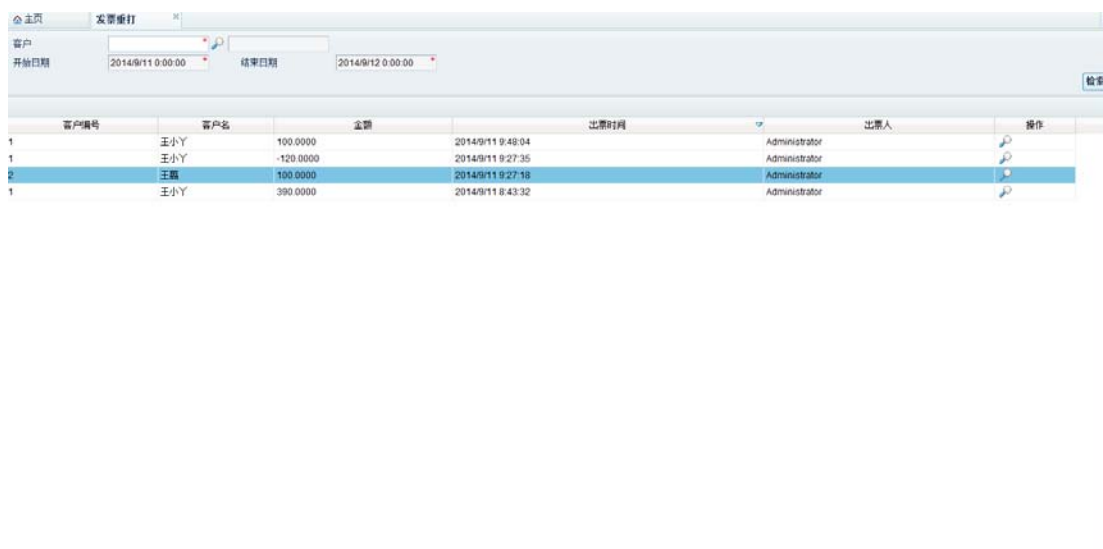 主页 发票重打
客户 *
开始日期 2014/9/11 0:00:00 * 结束日期 2014/9/12 0:00:00 *
检索
客户编号 客户名 金额 出票时间 出票人 操作
1 王小丫 100.0000 2014/9/11 9:48:04 Administrator
1 王小丫 -120.0000 2014/9/11 9:27:35 Administrator
2 100.0000 2014/9/11 9:27:18 Administrator
1 王小丫 390.0000 2014/9/11 8:43:32 Administrator